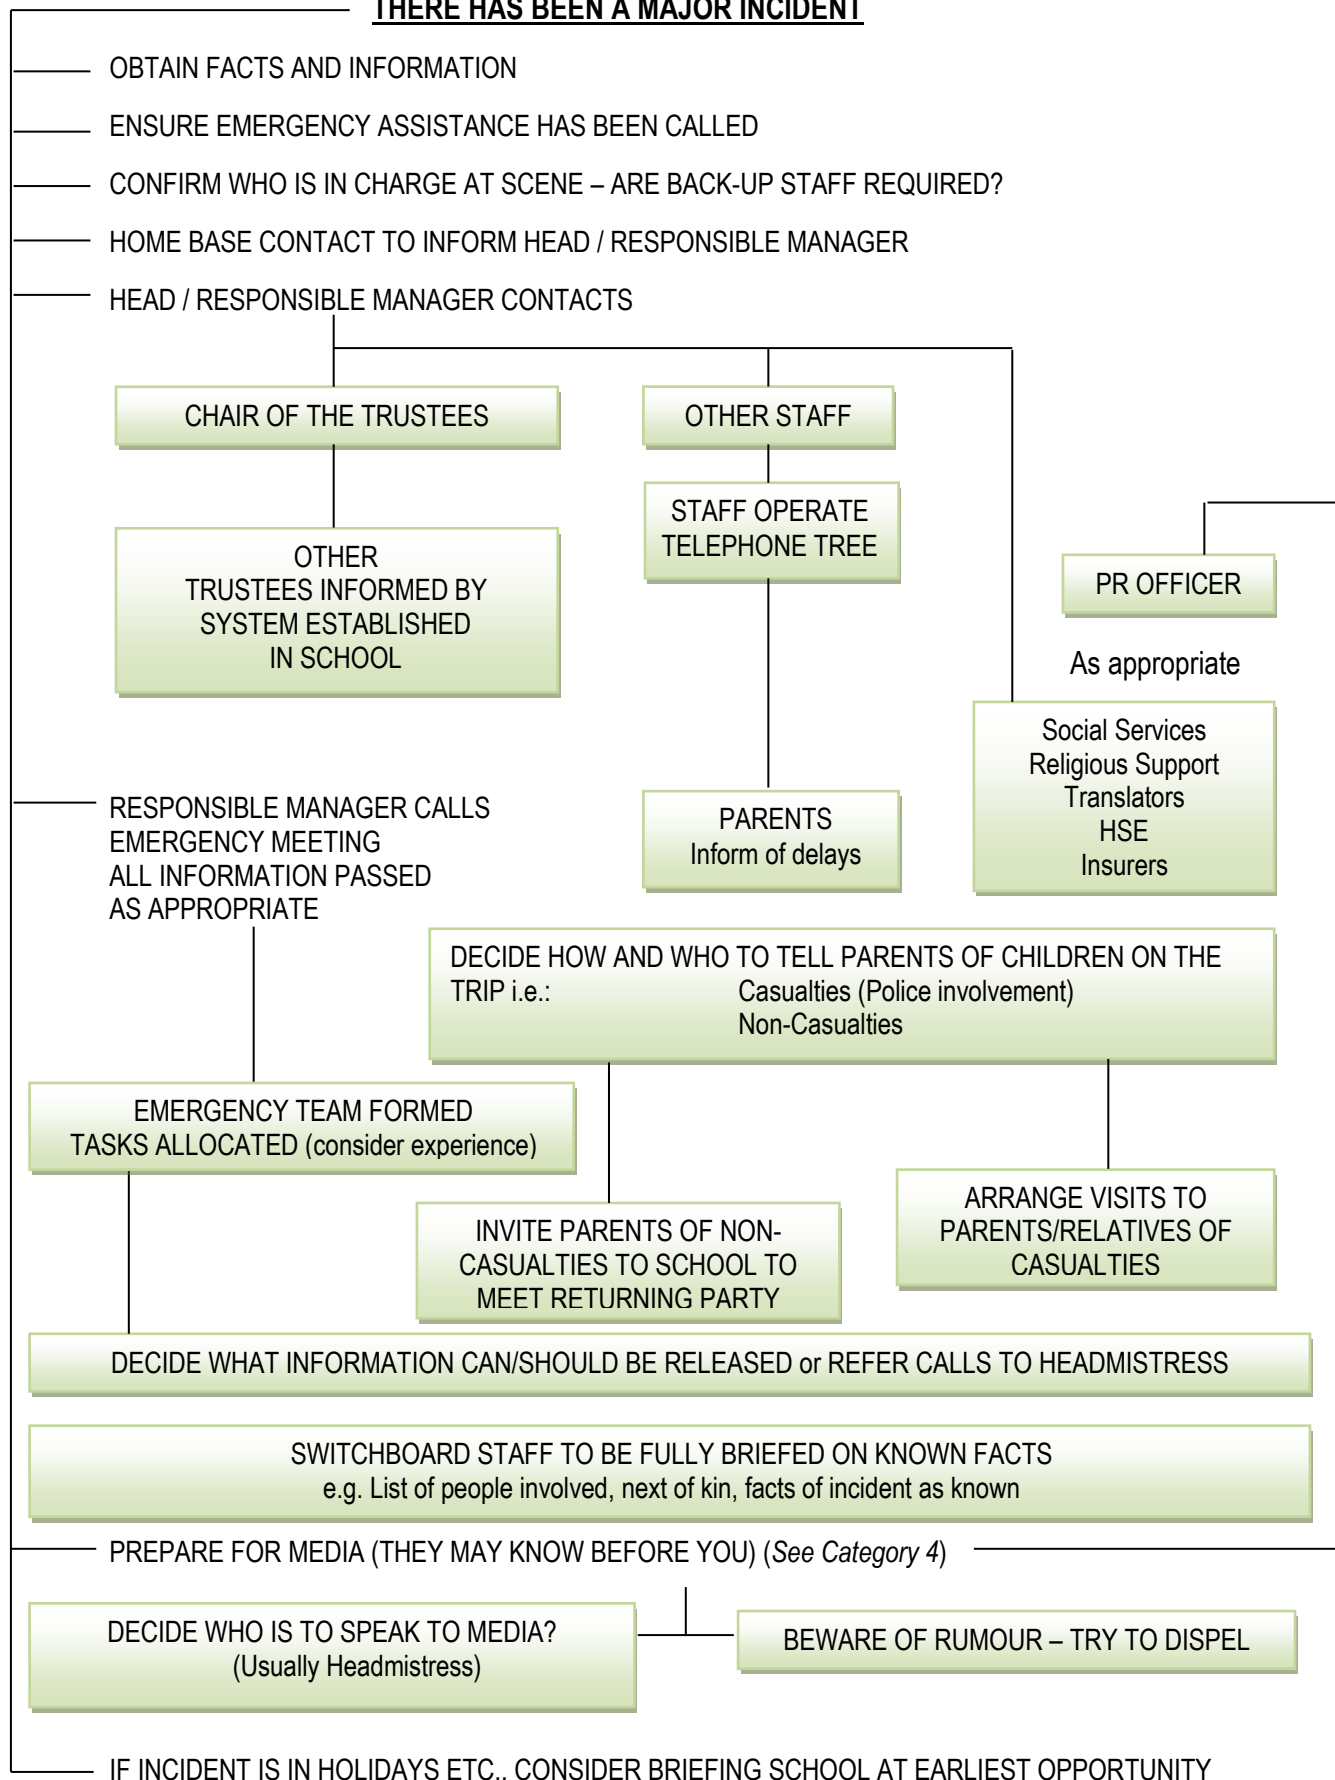 THERE HAS BEEN A MAJOR INCIDENT
OBTAIN FACTS AND INFORMATION
ENSURE EMERGENCY ASSISTANCE HAS BEEN CALLED
CONFIRM WHO IS IN CHARGE AT SCENE – ARE BACK-UP STAFF REQUIRED?
HOME BASE CONTACT TO INFORM HEAD / RESPONSIBLE MANAGER
HEAD / RESPONSIBLE MANAGER CONTACTS
CHAIR OF THE TRUSTEES
OTHER STAFF
STAFF OPERATE
TELEPHONE TREE
OTHER
TRUSTEES INFORMED BY
SYSTEM ESTABLISHED
IN SCHOOL
PR OFFICER
As appropriate
Social Services
Religious Support
Translators
HSE
Insurers
RESPONSIBLE MANAGER CALLS
EMERGENCY MEETING
ALL INFORMATION PASSED
AS APPROPRIATE
PARENTS
Inform of delays
DECIDE HOW AND WHO TO TELL PARENTS OF CHILDREN ON THE
TRIP i.e.: Casualties (Police involvement)
Non-Casualties
EMERGENCY TEAM FORMED
TASKS ALLOCATED (consider experience)
INVITE PARENTS OF NON-
CASUALTIES TO SCHOOL TO
MEET RETURNING PARTY
ARRANGE VISITS TO
PARENTS/RELATIVES OF
CASUALTIES
DECIDE WHAT INFORMATION CAN/SHOULD BE RELEASED or REFER CALLS TO HEADMISTRESS
SWITCHBOARD STAFF TO BE FULLY BRIEFED ON KNOWN FACTS
e.g. List of people involved, next of kin, facts of incident as known
PREPARE FOR MEDIA (THEY MAY KNOW BEFORE YOU) (See Category 4)
DECIDE WHO IS TO SPEAK TO MEDIA?
(Usually Headmistress)
BEWARE OF RUMOUR – TRY TO DISPEL
IF INCIDENT IS IN HOLIDAYS ETC.. CONSIDER BRIEFING SCHOOL AT EARLIEST OPPORTUNITY